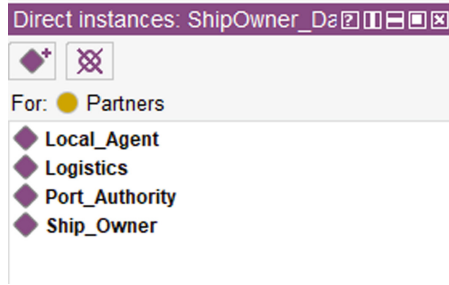 Direct instances: ShipOwner_Da
For: Partners
Local_Agent
Logistics
Port_Authority
Ship_Owner